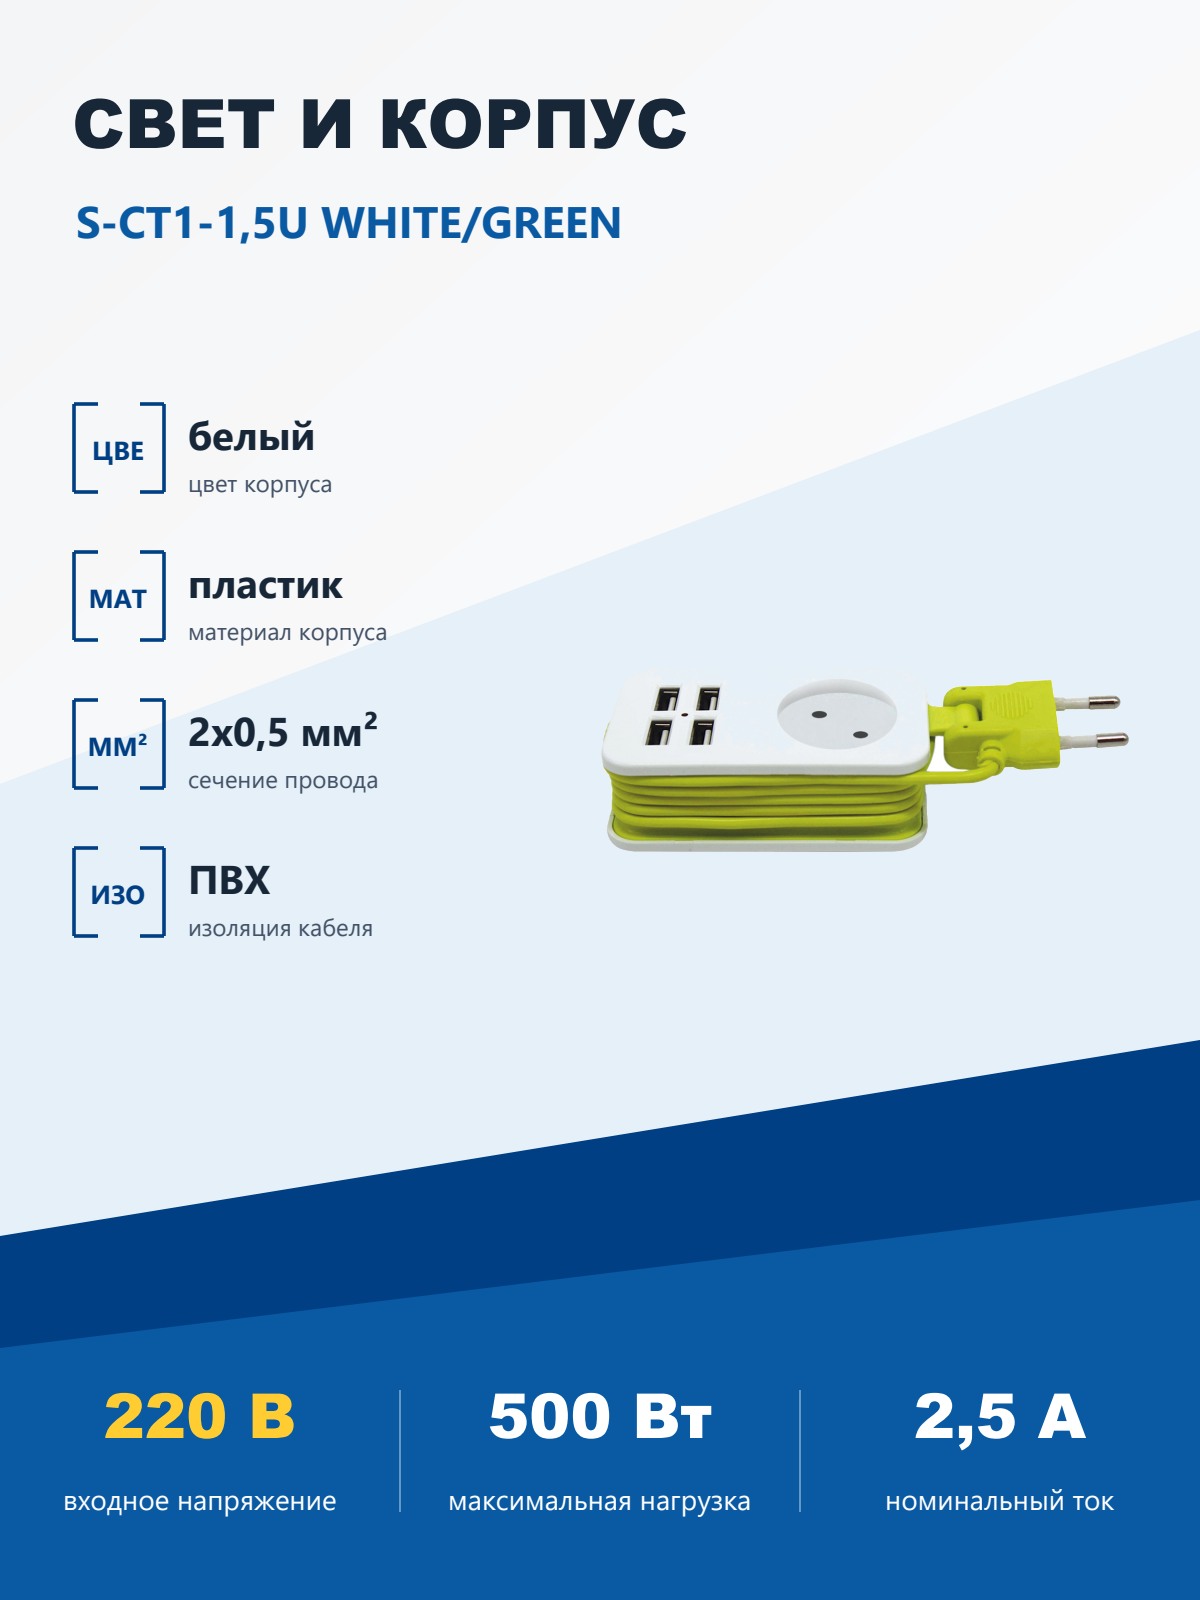 СВЕТ И КОРПУС
S-CT1-1,5U WHITE/GREEN
ЦВЕ
белый
цвет корпуса
МАТ
пластик
материал корпуса
ММ²
2x0,5 мм²
сечение провода
ИЗО
ПВХ
изоляция кабеля
220 В
входное напряжение
500 Вт
максимальная нагрузка
2,5 А
номинальный ток